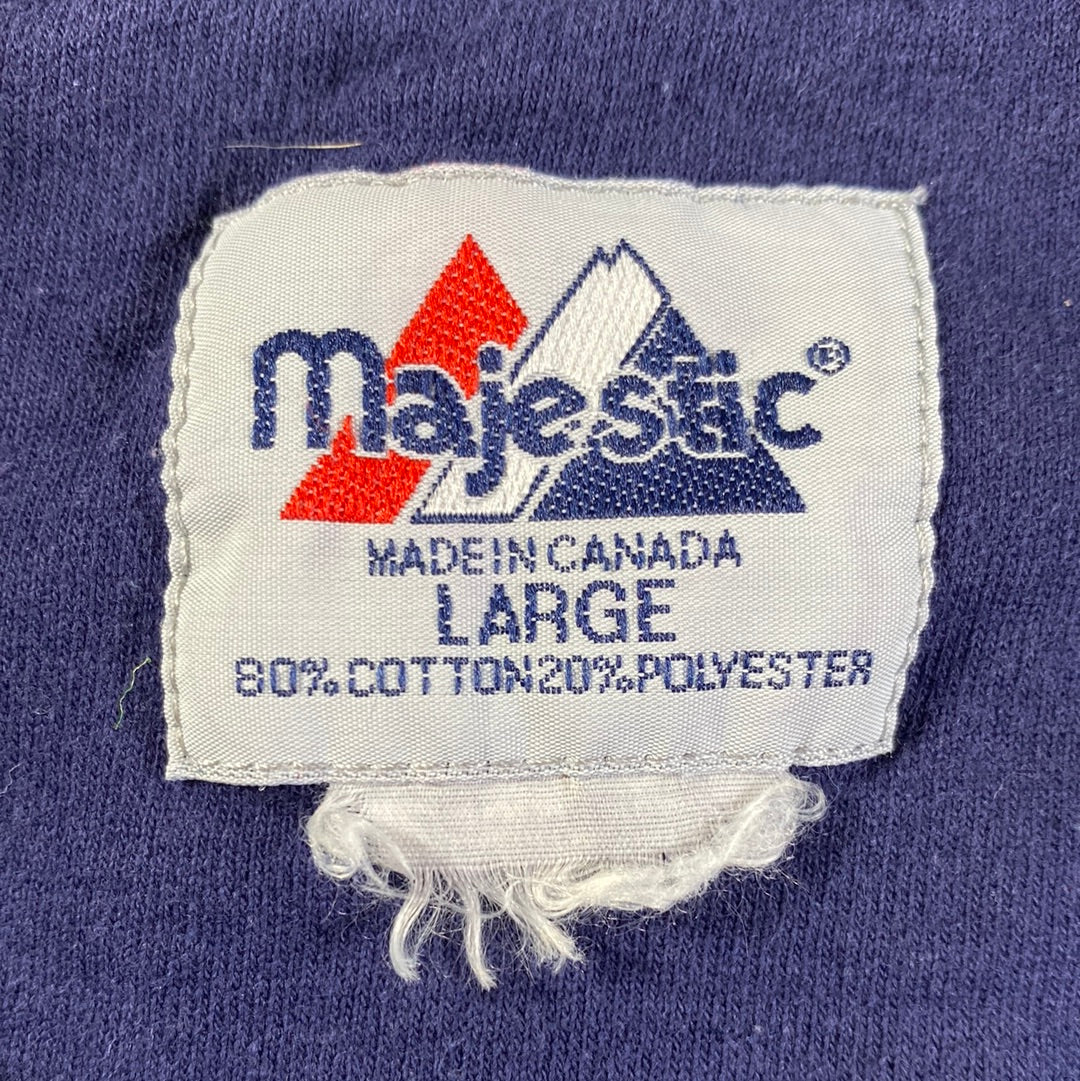 majestic®
MADE IN CANADA
LARGE
80% COTTON 20% POLYESTER